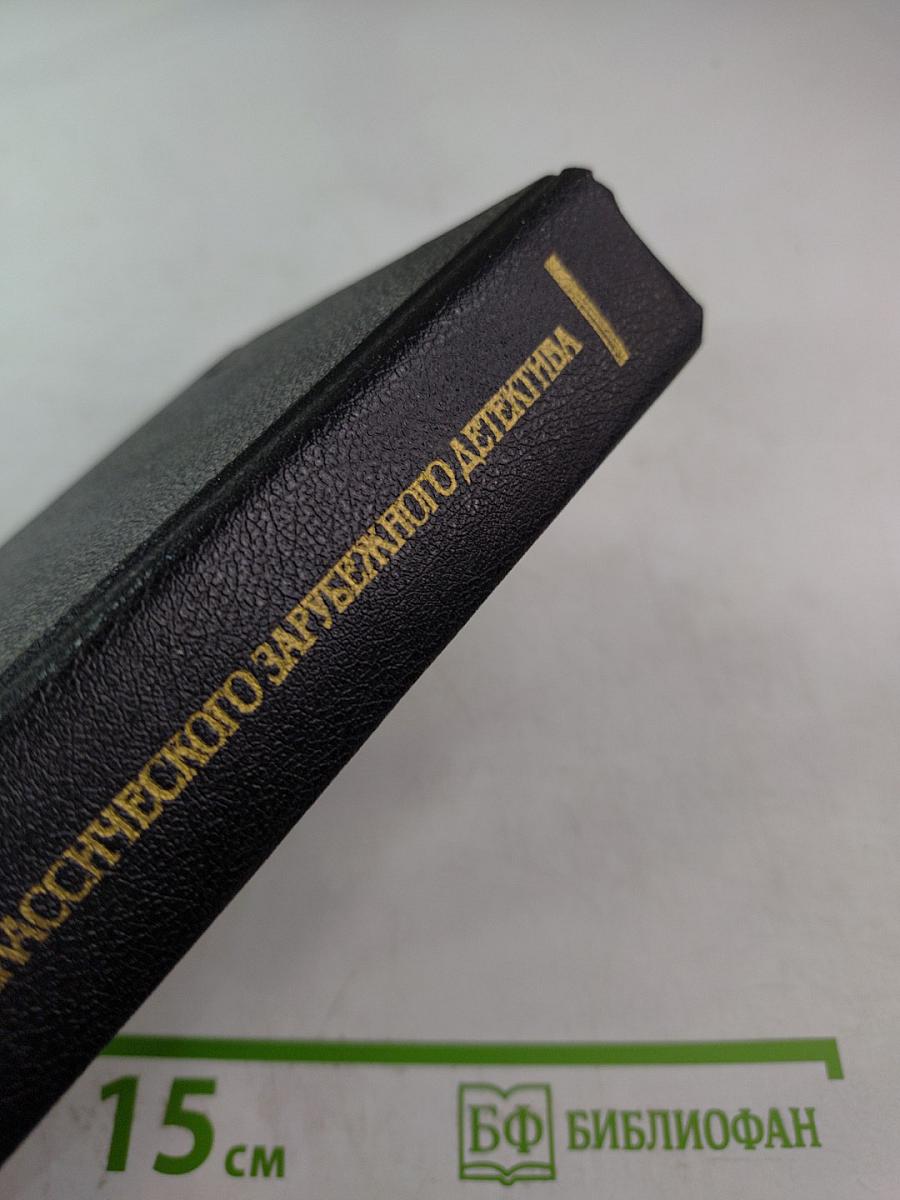 ЛАССИЧЕСКОГО ЗАРУБЕЖНОГО ДЕТЕКТИВА
15 см
БФ БИБЛИОФАН